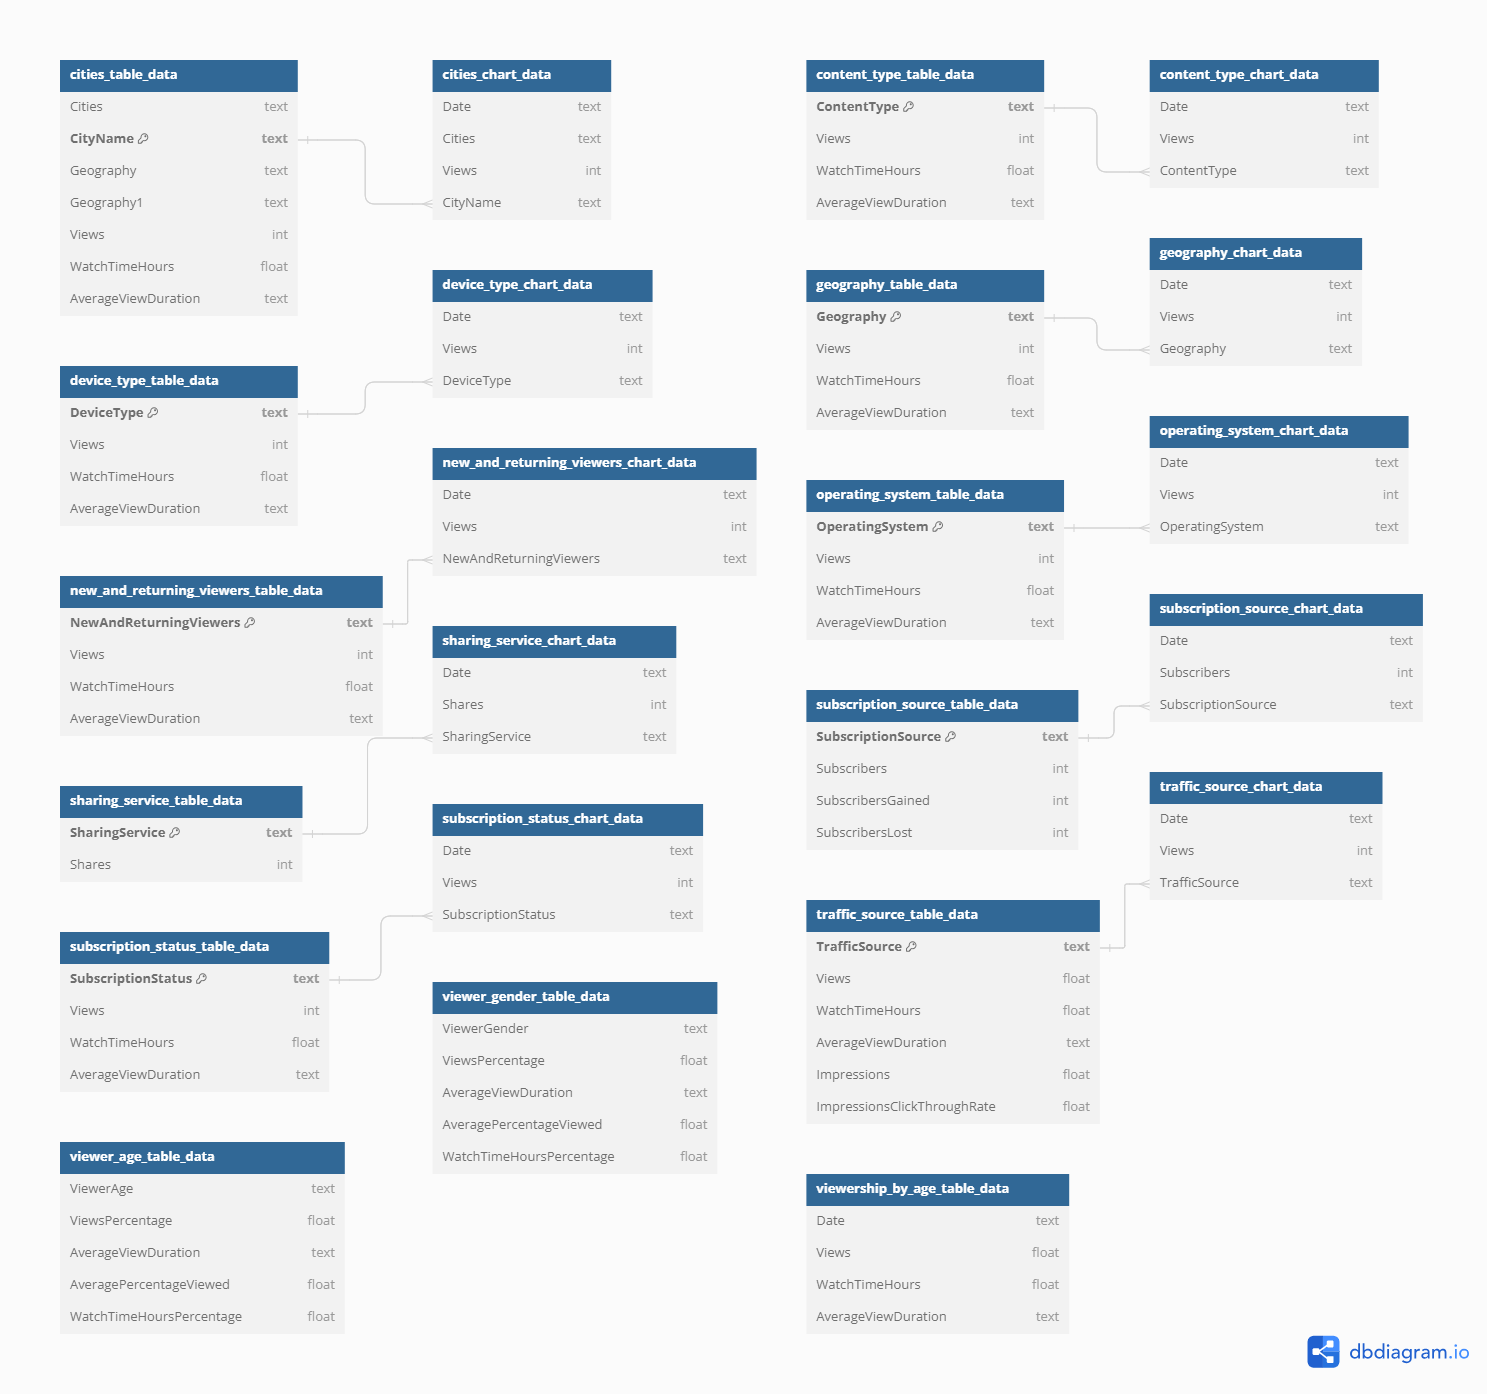 cities_table_data
Cities text
CityName text
Geography text
Geography1 text
Views int
WatchTimeHours float
AverageViewDuration text
cities_chart_data
Date text
Cities text
Views int
CityName text
device_type_chart_data
Date text
Views int
DeviceType text
device_type_table_data
DeviceType text
Views int
WatchTimeHours float
AverageViewDuration text
new_and_returning_viewers_chart_data
Date text
Views int
NewAndReturningViewers text
new_and_returning_viewers_table_data
NewAndReturningViewers text
Views int
WatchTimeHours float
AverageViewDuration text
sharing_service_chart_data
Date text
Shares int
SharingService text
sharing_service_table_data
SharingService text
Shares int
subscription_status_chart_data
Date text
Views int
SubscriptionStatus text
subscription_status_table_data
SubscriptionStatus text
Views int
WatchTimeHours float
AverageViewDuration text
viewer_gender_table_data
ViewerGender text
ViewsPercentage float
AverageViewDuration text
AveragePercentageViewed float
WatchTimeHoursPercentage float
viewer_age_table_data
ViewerAge text
ViewsPercentage float
AverageViewDuration text
AveragePercentageViewed float
WatchTimeHoursPercentage float
content_type_table_data
ContentType text
Views int
WatchTimeHours float
AverageViewDuration text
content_type_chart_data
Date text
Views int
ContentType text
geography_chart_data
Date text
Views int
Geography text
geography_table_data
Geography text
Views int
WatchTimeHours float
AverageViewDuration text
operating_system_chart_data
Date text
Views int
OperatingSystem text
operating_system_table_data
OperatingSystem text
Views int
WatchTimeHours float
AverageViewDuration text
subscription_source_chart_data
Date text
Subscribers int
SubscriptionSource text
subscription_source_table_data
SubscriptionSource text
Subscribers int
SubscribersGained int
SubscribersLost int
traffic_source_chart_data
Date text
Views int
TrafficSource text
traffic_source_table_data
TrafficSource text
Views float
WatchTimeHours float
AverageViewDuration text
Impressions float
ImpressionsClickThroughRate float
viewership_by_age_table_data
Date text
Views float
WatchTimeHours float
AverageViewDuration text
dbdiagram.io